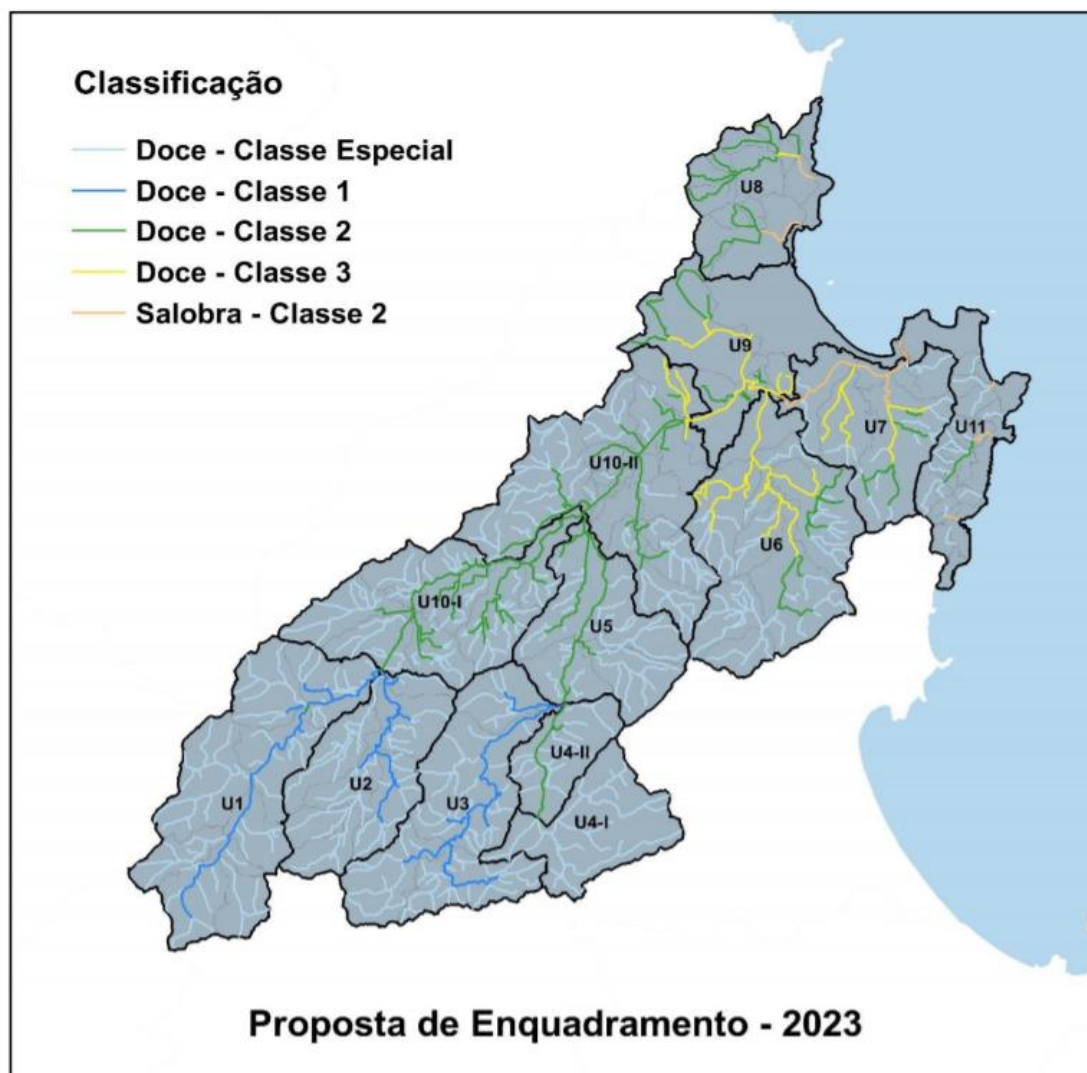 Classificação
Doce - Classe Especial
Doce - Classe 1
Doce - Classe 2
Doce - Classe 3
Salobra - Classe 2
U8
U9
U7
U11
U10-II
U6
U10-I
U5
U4-II
U2
U1
U3
U4-I
Proposta de Enquadramento - 2023